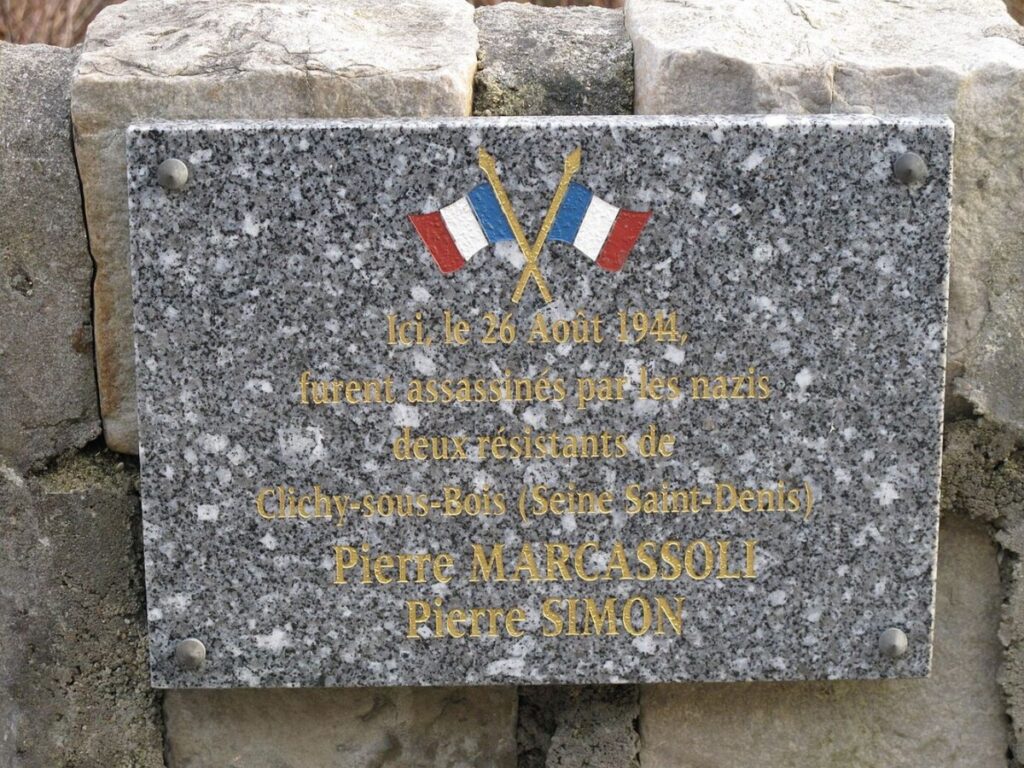 Ici, le 26 Août 1944,
furent assassinés par les nazis
deux résistants de
Clichy-sous-Bois (Seine Saint-Denis)
Pierre MARCASSOLI
Pierre SIMON